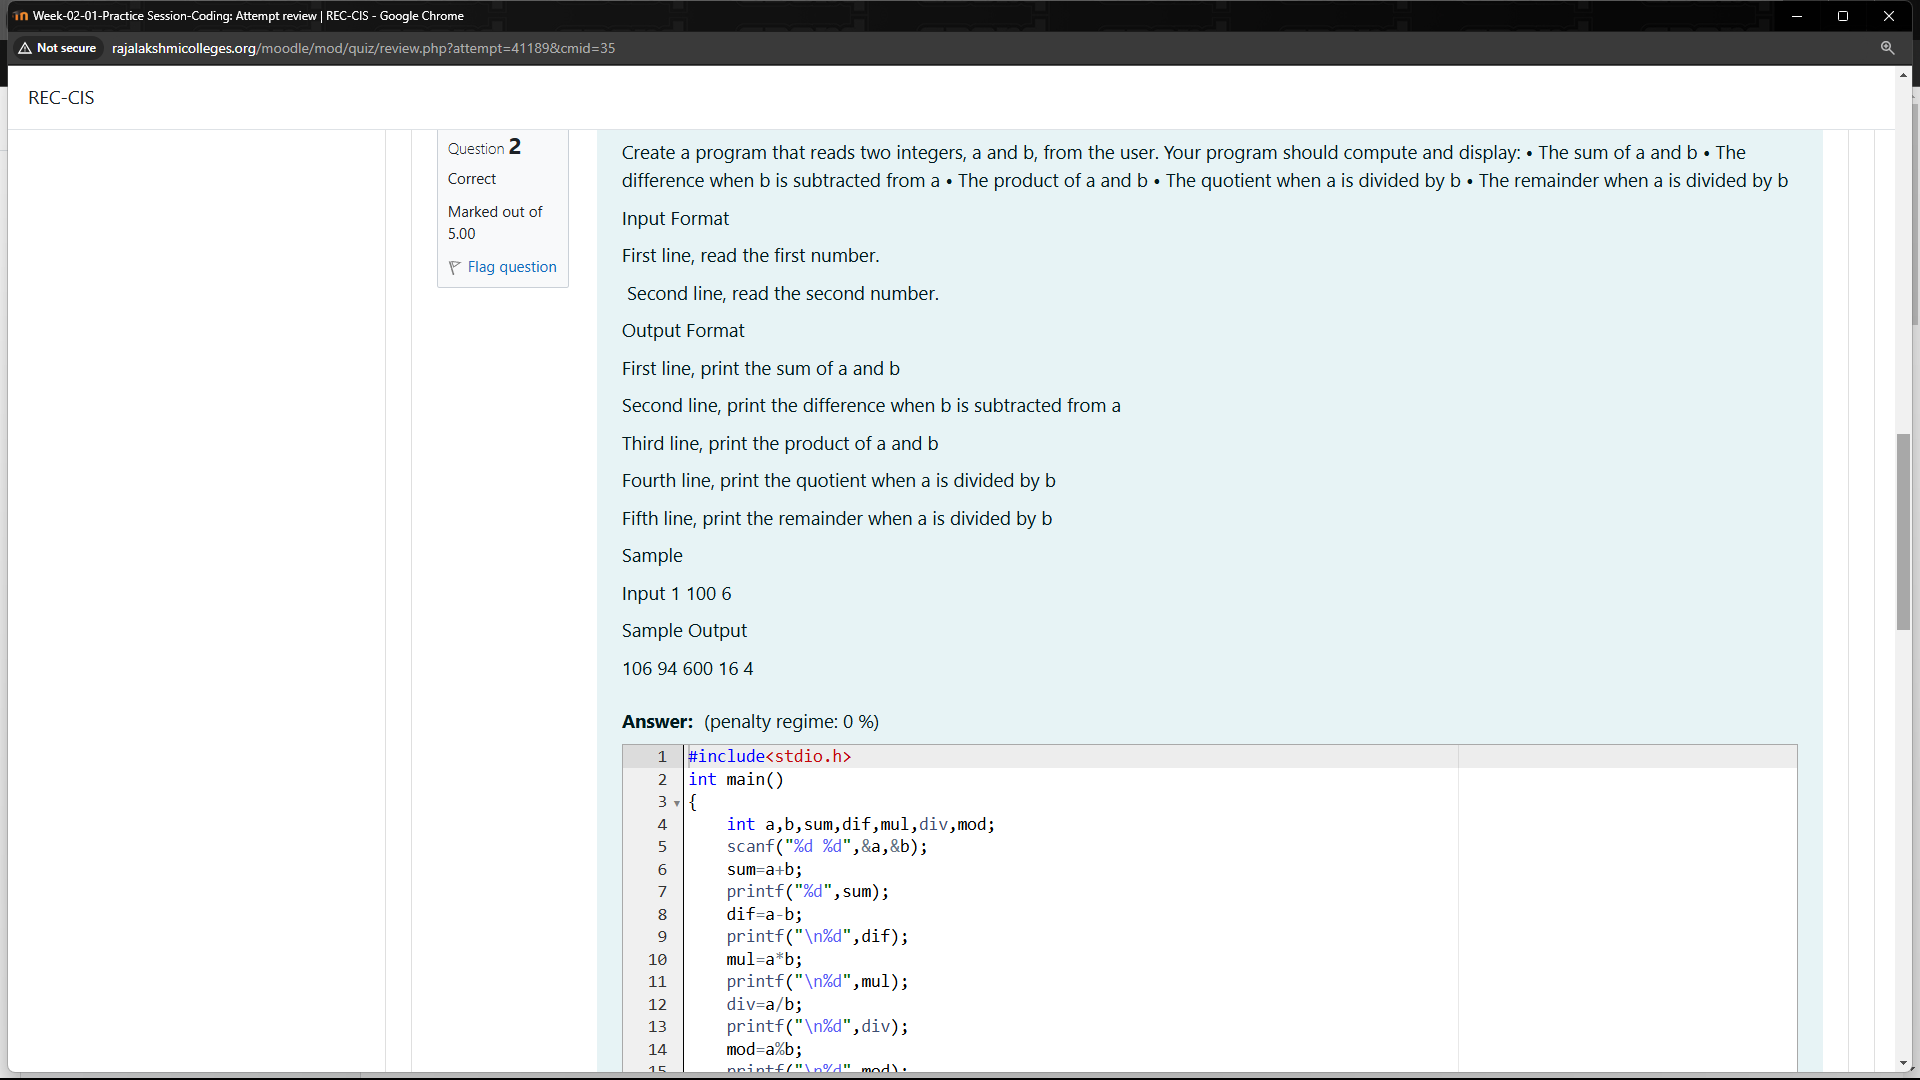 Week-02-01-Practice Session-Coding: Attempt review | REC-CIS - Google Chrome
Not secure rajalakshmicolleges.org/moodle/mod/quiz/review.php?attempt=41189&cmid=35
REC-CIS
Question 2
Correct
Marked out of
5.00
Flag question
Create a program that reads two integers, a and b, from the user. Your program should compute and display: • The sum of a and b • The
difference when b is subtracted from a • The product of a and b • The quotient when a is divided by b • The remainder when a is divided by b
Input Format
First line, read the first number.
Second line, read the second number.
Output Format
First line, print the sum of a and b
Second line, print the difference when b is subtracted from a
Third line, print the product of a and b
Fourth line, print the quotient when a is divided by b
Fifth line, print the remainder when a is divided by b
Sample
Input 1 100 6
Sample Output
106 94 600 16 4
Answer: (penalty regime: 0 %)
1 #include<stdio.h>
2 int main()
3 {
4 int a,b,sum,dif,mul,div,mod;
5 scanf("%d %d",&a,&b);
6 sum=a+b;
7 printf("%d",sum);
8 dif=a-b;
9 printf("\n%d",dif);
10 mul=a*b;
11 printf("\n%d",mul);
12 div=a/b;
13 printf("\n%d",div);
14 mod=a%b;
15 printf("\n%d",mod);